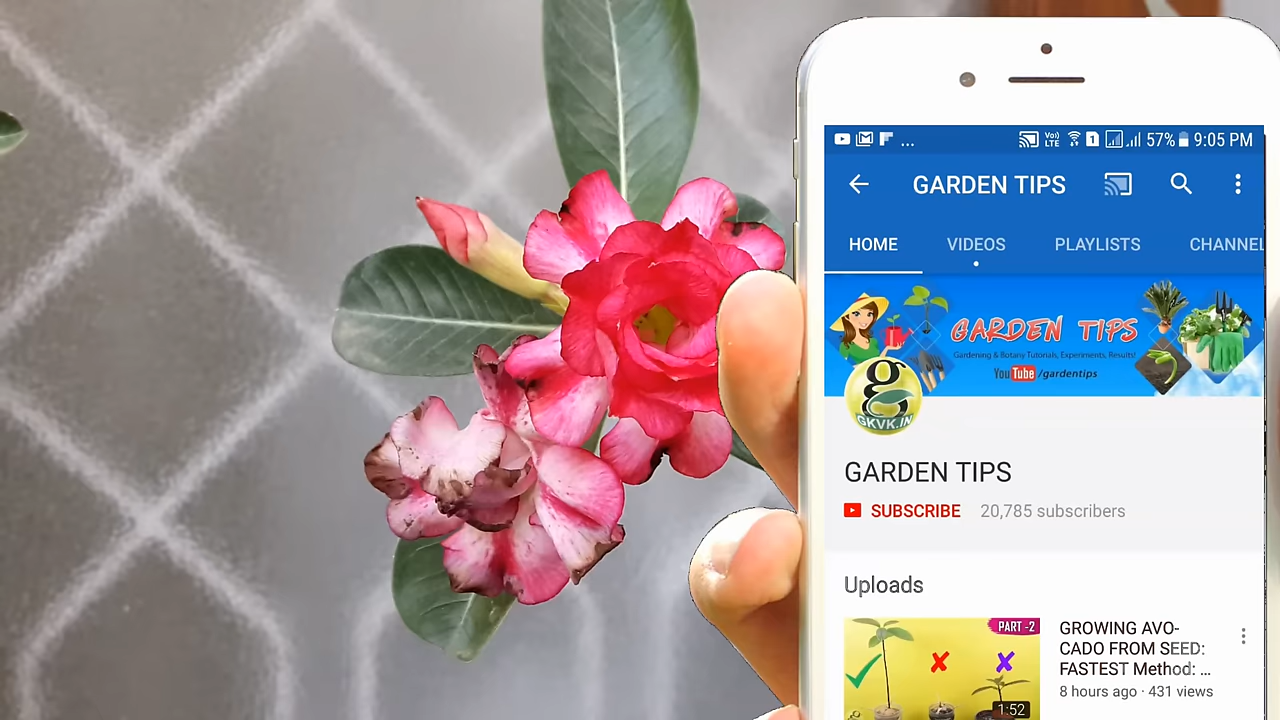 ... VoLTE 1 57% 9:05 PM
GARDEN TIPS
HOME VIDEOS PLAYLISTS CHANNEL
GARDEN TIPS
Gardening & Botany Tutorials, Experiments, Results!
YouTube /gardentips
g
GKVK.IN
GARDEN TIPS
SUBSCRIBE 20,785 subscribers
Uploads
PART -2
1:52
GROWING AVO-
CADO FROM SEED:
FASTEST Method: ...
8 hours ago · 431 views